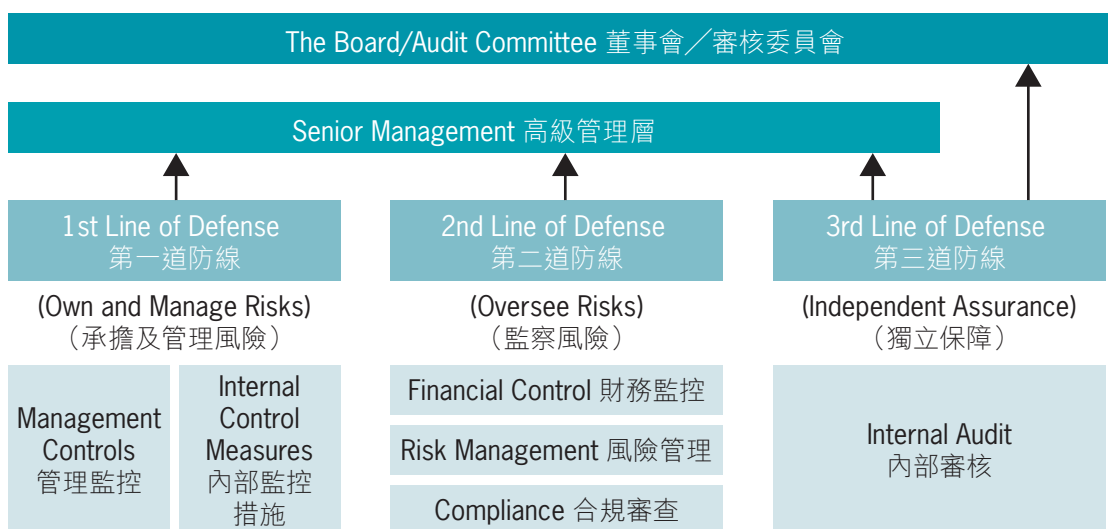 The Board/Audit Committee 董事會／審核委員會
Senior Management 高級管理層
1st Line of Defense
第一道防線
(Own and Manage Risks)
（承擔及管理風險）
Management
Controls
管理監控
Internal
Control
Measures
內部監控
措施
2nd Line of Defense
第二道防線
(Oversee Risks)
（監察風險）
Financial Control 財務監控
Risk Management 風險管理
Compliance 合規審查
3rd Line of Defense
第三道防線
(Independent Assurance)
（獨立保障）
Internal Audit
內部審核